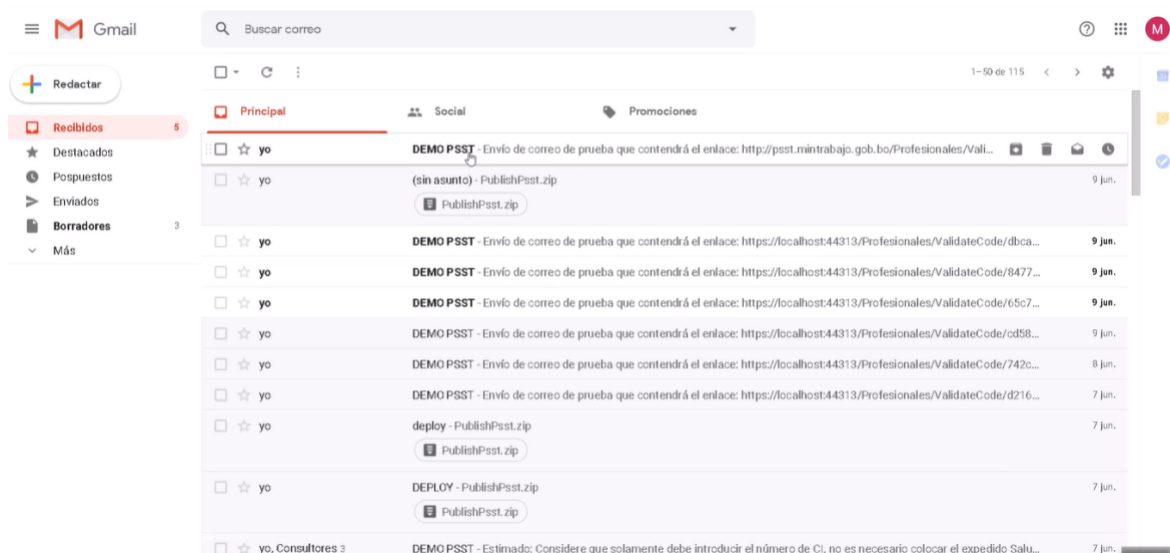 Gmail
Buscar correo
M
Redactar
1–50 de 115
Principal
Social
Promociones
Recibidos 5
Destacados
Pospuestos
Enviados
Borradores 3
Más
yo DEMO PSST - Envío de correo de prueba que contendrá el enlace: http://psst.mintrabajo.gob.bo/Profesionales/Vali...
yo (sin asunto) - PublishPsst.zip 9 jun.
PublishPsst.zip
yo DEMO PSST - Envío de correo de prueba que contendrá el enlace: https://localhost:44313/Profesionales/ValidateCode/dbca... 9 jun.
yo DEMO PSST - Envío de correo de prueba que contendrá el enlace: https://localhost:44313/Profesionales/ValidateCode/8477... 9 jun.
yo DEMO PSST - Envío de correo de prueba que contendrá el enlace: https://localhost:44313/Profesionales/ValidateCode/65c7... 9 jun.
yo DEMO PSST - Envío de correo de prueba que contendrá el enlace: https://localhost:44313/Profesionales/ValidateCode/cd58... 9 jun.
yo DEMO PSST - Envío de correo de prueba que contendrá el enlace: https://localhost:44313/Profesionales/ValidateCode/742c... 8 jun.
yo DEMO PSST - Envío de correo de prueba que contendrá el enlace: https://localhost:44313/Profesionales/ValidateCode/d216... 7 jun.
yo deploy - PublishPsst.zip 7 jun.
PublishPsst.zip
yo DEPLOY - PublishPsst.zip 7 jun.
PublishPsst.zip
yo, Consultores 3 DEMO PSST - Estimado: Considere que solamente debe introducir el número de CI, no es necesario colocar el expedido Salu... 7 jun.